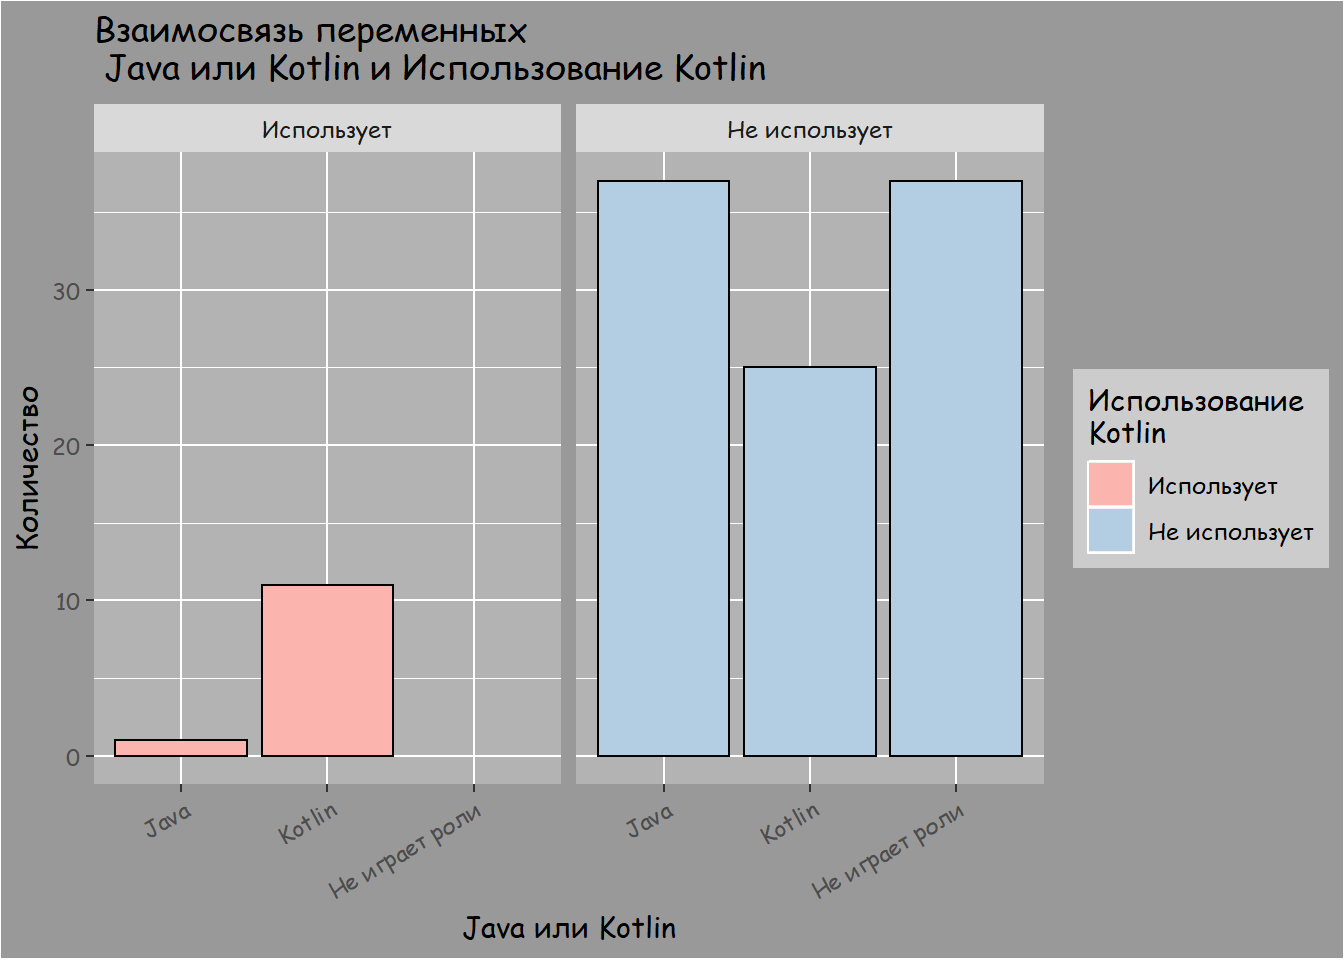 Взаимосвязь переменных
Java или Kotlin и Использование Kotlin
Использует
Не использует
Количество
30
20
10
0
Java
Kotlin
Не играет роли
Java
Kotlin
Не играет роли
Java или Kotlin
Использование
Kotlin
Использует
Не использует